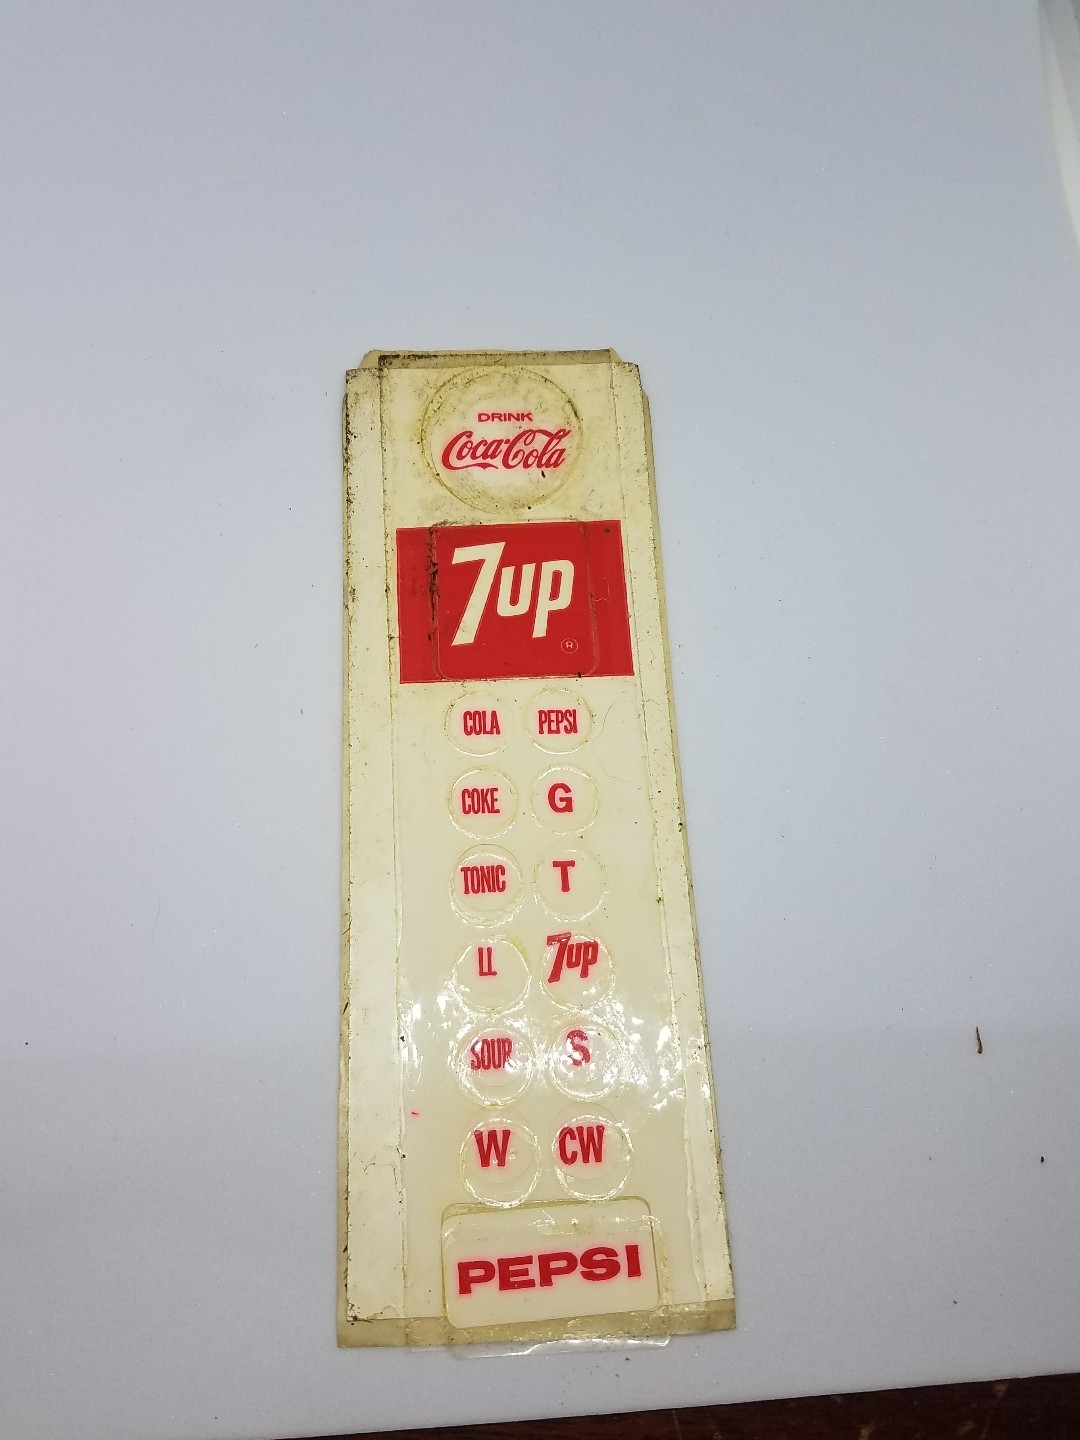 DRINK
Coca-Cola
7up
®
COLA PEPSI
COKE G
TONIC T
LL 7up
SOUR S
W CW
PEPSI